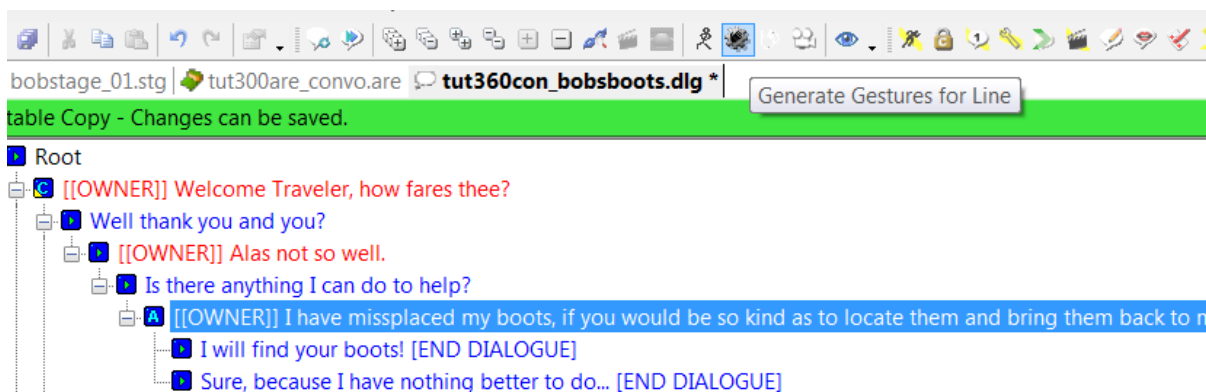 bobstage_01.stg tut300are_convo.are tut360con_bobsboots.dlg *
Generate Gestures for Line
table Copy - Changes can be saved.
Root
C [[OWNER]] Welcome Traveler, how fares thee?
Well thank you and you?
[[OWNER]] Alas not so well.
Is there anything I can do to help?
A [[OWNER]] I have missplaced my boots, if you would be so kind as to locate them and bring them back to
I will find your boots! [END DIALOGUE]
Sure, because I have nothing better to do... [END DIALOGUE]